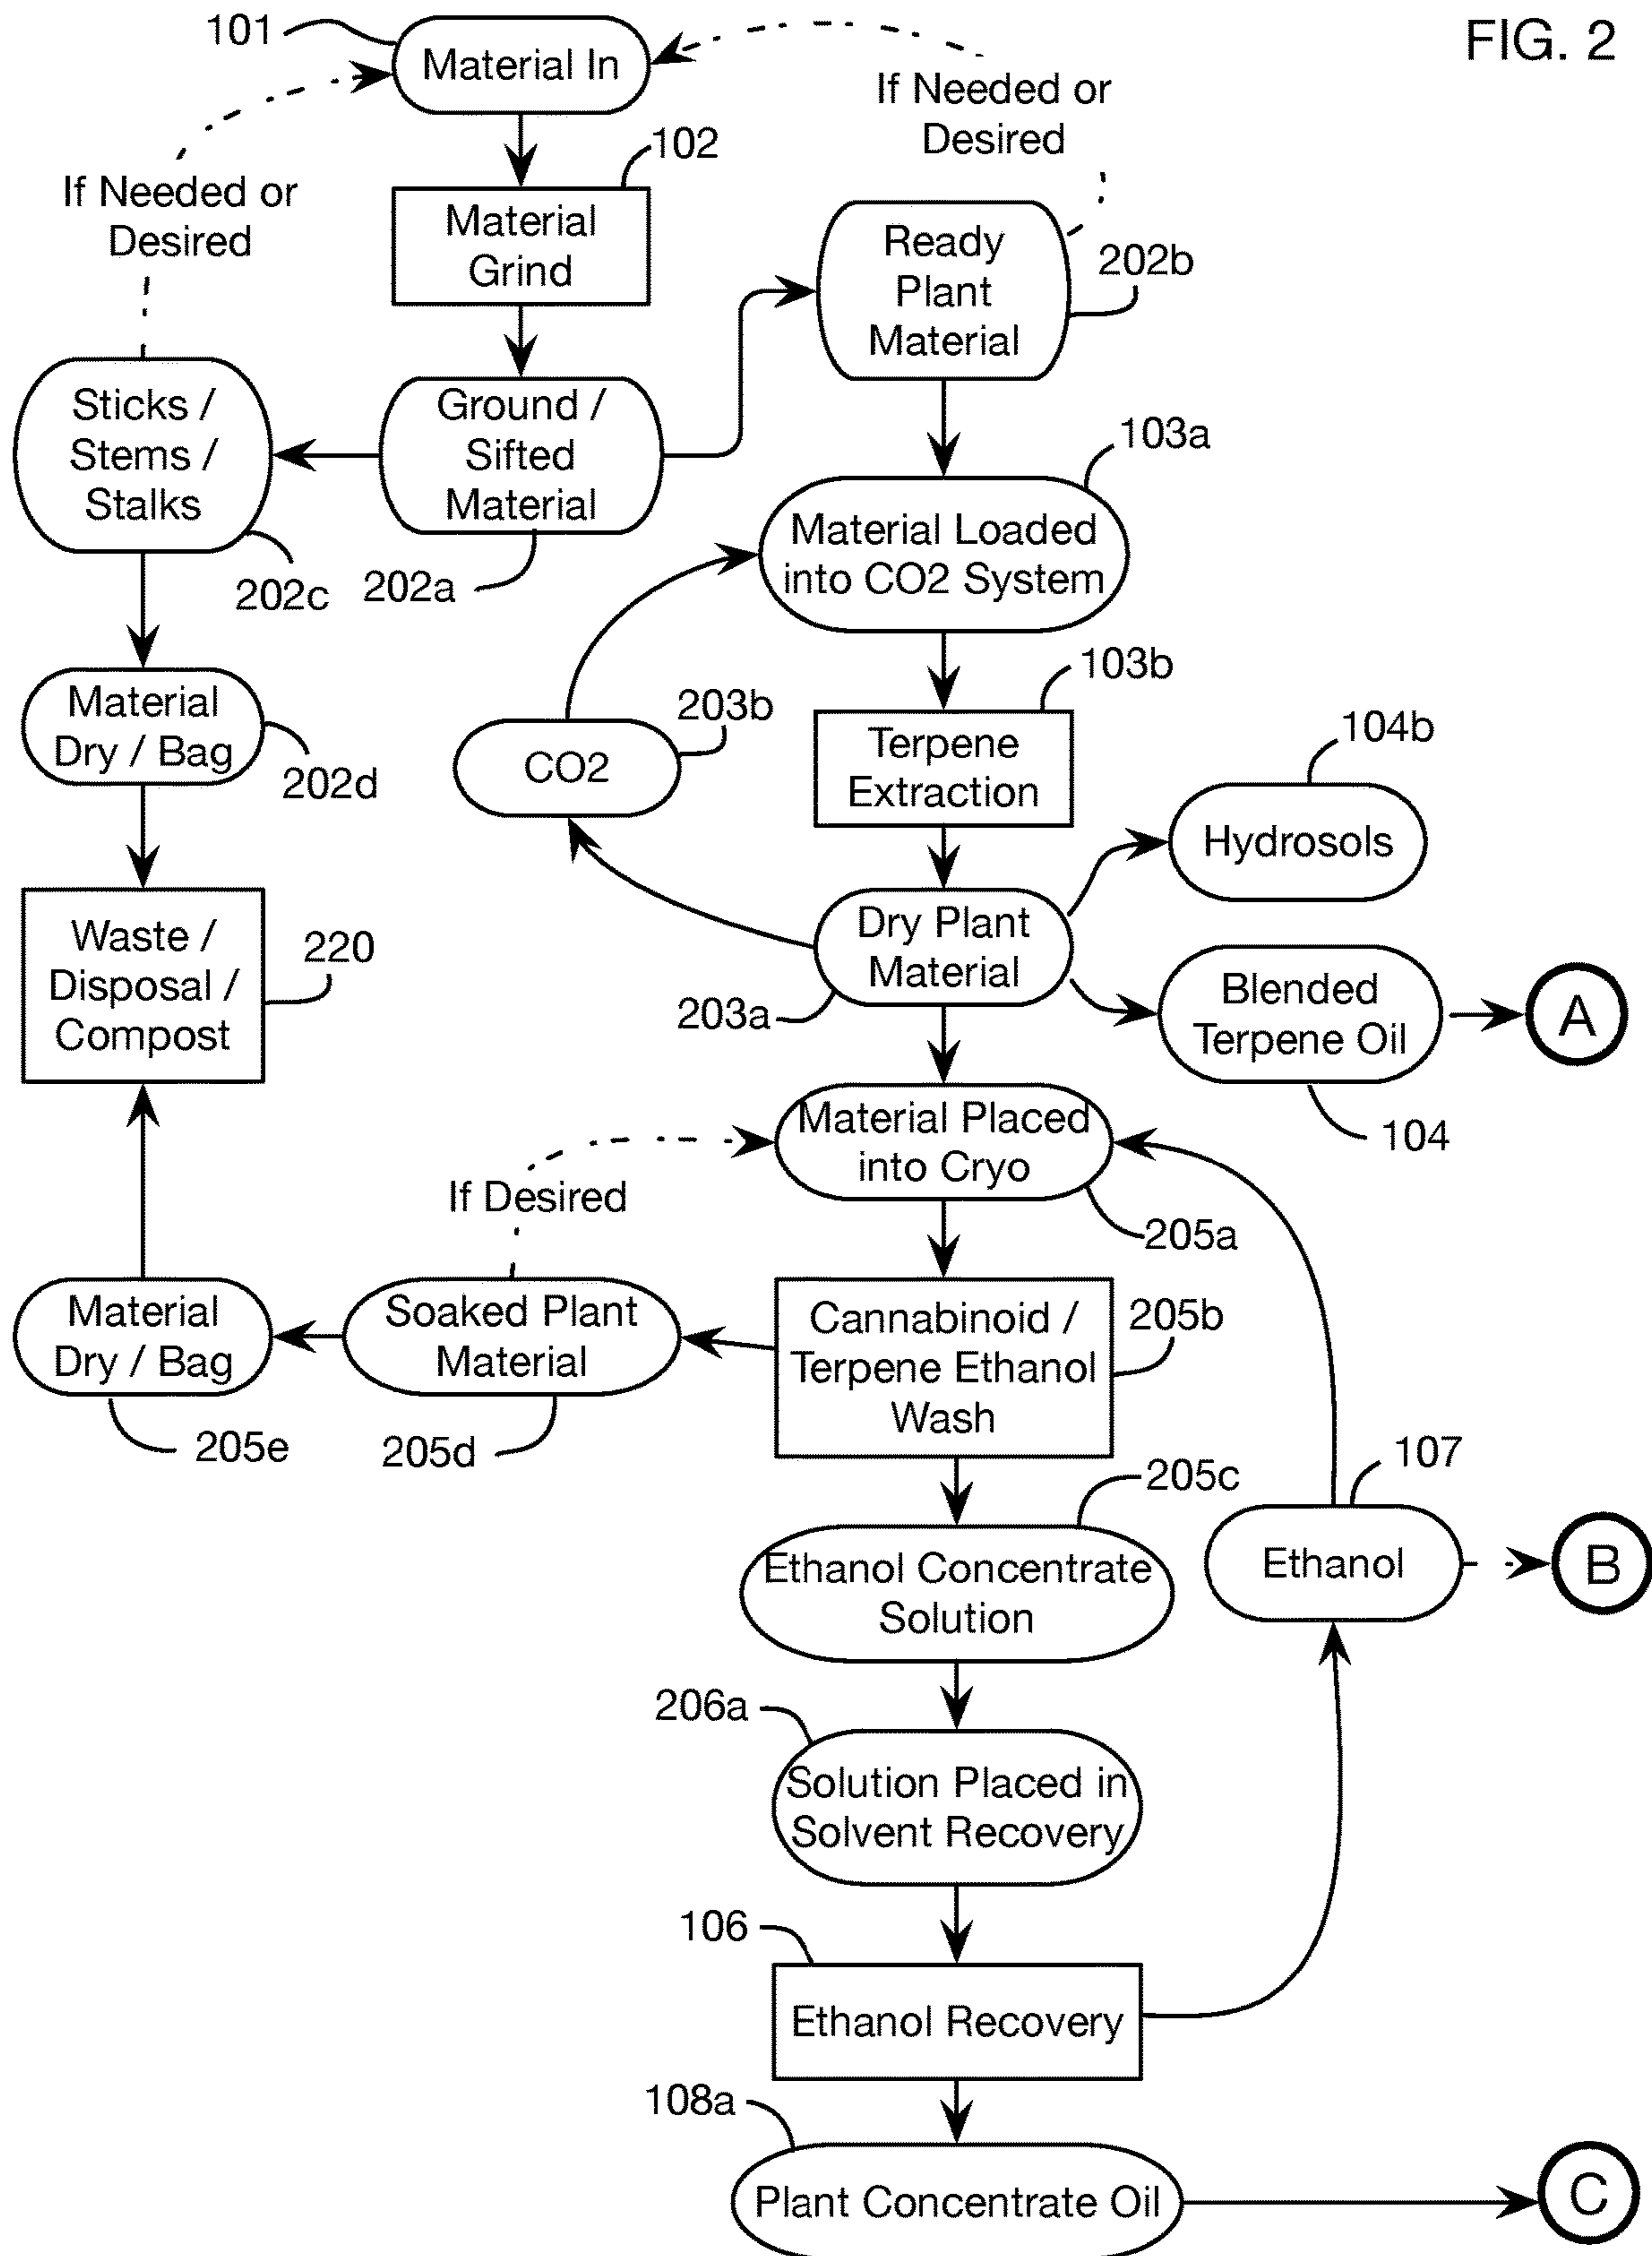 FIG. 2
101
Material In
If Needed or
Desired
102
If Needed or
Desired
Material
Grind
Ready
Plant
Material
202b
Sticks /
Stems /
Stalks
Ground /
Sifted
Material
103a
Material Loaded
into CO2 System
202c
202a
103b
Material
Dry / Bag
202d
203b
CO2
Terpene
Extraction
104b
Hydrosols
Waste /
Disposal /
Compost
220
Dry Plant
Material
203a
Blended
Terpene Oil
A
104
Material Placed
into Cryo
If Desired
205a
Material
Dry / Bag
Soaked Plant
Material
Cannabinoid /
Terpene Ethanol
Wash
205b
205e
205d
107
205c
Ethanol Concentrate
Solution
Ethanol
B
206a
Solution Placed in
Solvent Recovery
106
Ethanol Recovery
108a
Plant Concentrate Oil
C